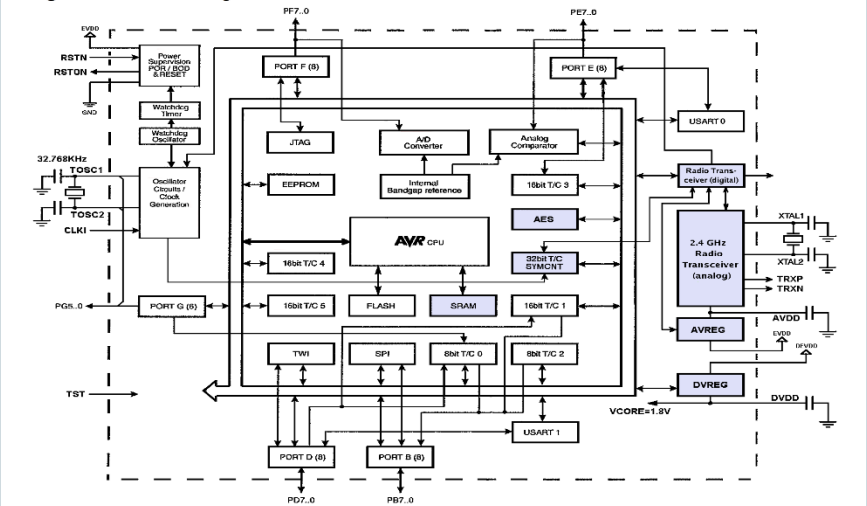 PF7..0
PE7..0
EVDD
RSTN
RSTON
GND
Power
Supervision
POR / BOD
& RESET
PORT F (8)
PORT E (8)
Watchdog
Timer
Watchdog
Oscillator
JTAG
A/D
Converter
Analog
Comparator
USART 0
32.768KHz
TOSC1
TOSC2
CLKI
Oscillator
Circuits /
Clock
Generation
EEPROM
Internal
Bandgap reference
16bit T/C 3
Radio Trans-
ceiver (digital)
AES
AVR CPU
XTAL1
XTAL2
2.4 GHz
Radio
Transceiver
(analog)
16bit T/C 4
32bit T/C
SYMCNT
TRXP
TRXN
PG5..0
PORT G (6)
16bit T/C 5
FLASH
SRAM
16bit T/C 1
AVDD
AVREG
EVDD
TWI
SPI
8bit T/C 0
8bit T/C 2
DEVDD
TST
DVREG
DVDD
VCORE=1.8V
USART 1
PORT D (8)
PORT B (8)
PD7..0
PB7..0